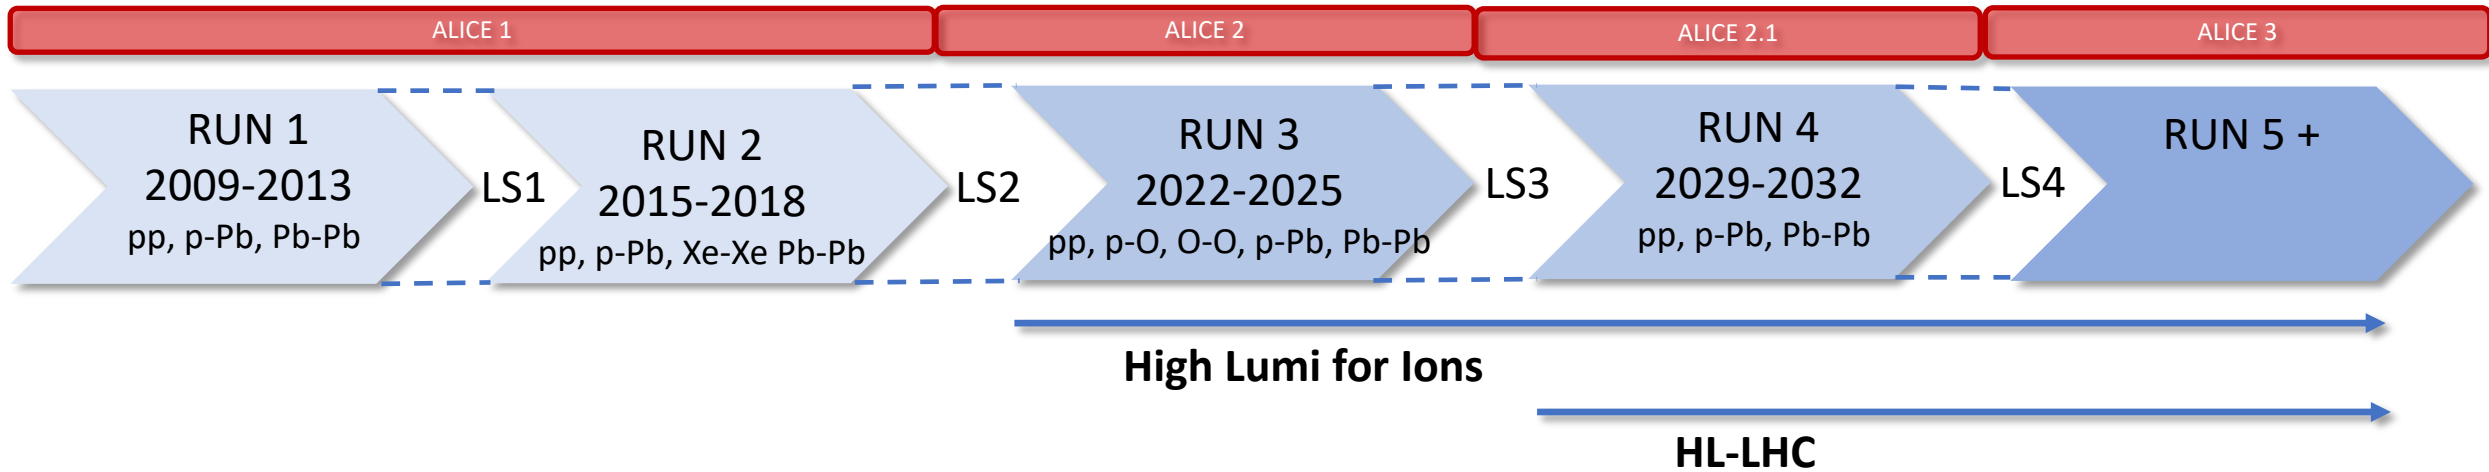 ALICE 1
ALICE 2
ALICE 2.1
ALICE 3
RUN 1
2009-2013
pp, p-Pb, Pb-Pb
LS1
RUN 2
2015-2018
pp, p-Pb, Xe-Xe Pb-Pb
LS2
RUN 3
2022-2025
pp, p-O, O-O, p-Pb, Pb-Pb
LS3
RUN 4
2029-2032
pp, p-Pb, Pb-Pb
LS4
RUN 5 +
High Lumi for Ions
HL-LHC